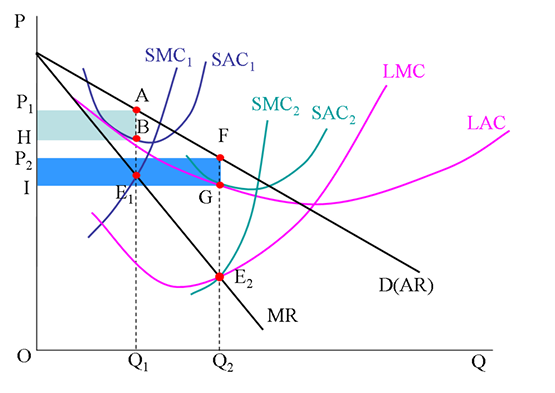 P
SMC₁
SAC₁
LMC
P₁
A
SMC₂
SAC₂
LAC
H
B
F
P₂
I
E₁
G
E₂
D(AR)
MR
O
Q₁
Q₂
Q